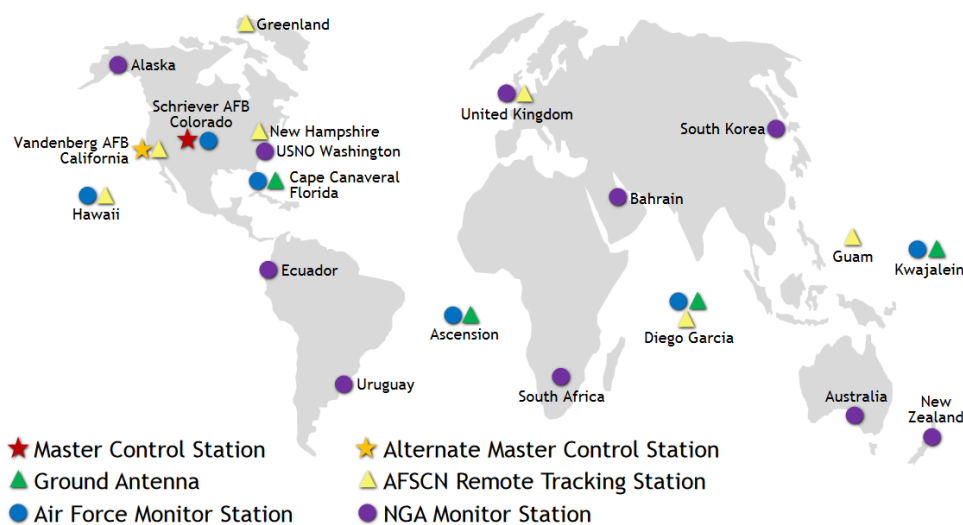 Greenland
Alaska
Schriever AFB
Colorado
United Kingdom
New Hampshire
South Korea
Vandenberg AFB
California
USNO Washington
Cape Canaveral
Florida
Bahrain
Hawaii
Guam
Ecuador
Kwajalein
Ascension
Diego Garcia
Uruguay
South Africa
Australia
New
Zealand
Master Control Station
Alternate Master Control Station
Ground Antenna
AFSCN Remote Tracking Station
Air Force Monitor Station
NGA Monitor Station